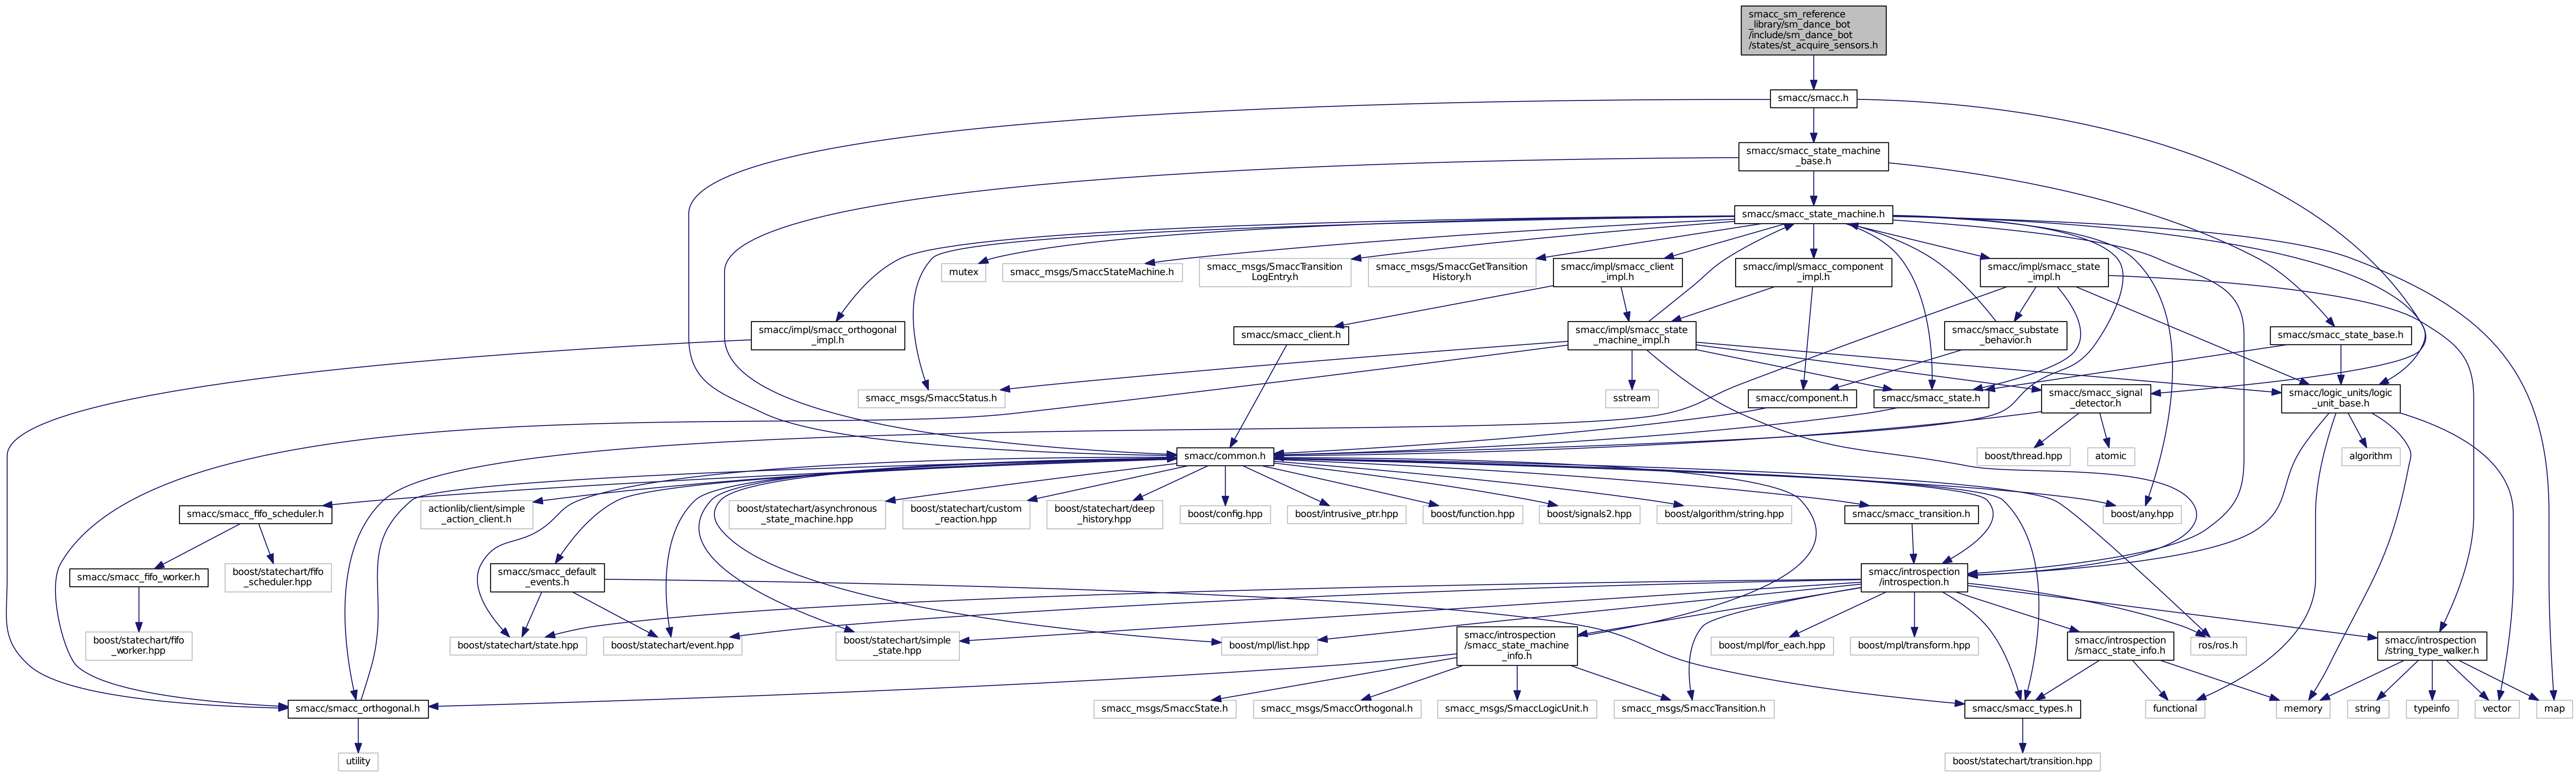 smacc_sm_reference
_library/sm_dance_bot
/include/sm_dance_bot
/states/st_acquire_sensors.h
smacc/smacc.h
smacc/smacc_state_machine
_base.h
smacc/smacc_state_machine.h
mutex
smacc_msgs/SmaccStateMachine.h
smacc_msgs/SmaccTransition
LogEntry.h
smacc_msgs/SmaccGetTransition
History.h
smacc/impl/smacc_client
_impl.h
smacc/impl/smacc_component
_impl.h
smacc/impl/smacc_state
_impl.h
smacc/impl/smacc_orthogonal
_impl.h
smacc/smacc_client.h
smacc/impl/smacc_state
_machine_impl.h
smacc/smacc_substate
_behavior.h
smacc/smacc_state_base.h
smacc_msgs/SmaccStatus.h
sstream
smacc/component.h
smacc/smacc_state.h
smacc/smacc_signal
_detector.h
smacc/logic_units/logic
_unit_base.h
smacc/common.h
boost/thread.hpp
atomic
algorithm
smacc/smacc_fifo_scheduler.h
actionlib/client/simple
_action_client.h
boost/statechart/asynchronous
_state_machine.hpp
boost/statechart/custom
_reaction.hpp
boost/statechart/deep
_history.hpp
boost/config.hpp
boost/intrusive_ptr.hpp
boost/function.hpp
boost/signals2.hpp
boost/algorithm/string.hpp
smacc/smacc_transition.h
boost/any.hpp
smacc/smacc_fifo_worker.h
boost/statechart/fifo
_scheduler.hpp
smacc/smacc_default
_events.h
smacc/introspection
/introspection.h
boost/statechart/fifo
_worker.hpp
boost/statechart/state.hpp
boost/statechart/event.hpp
boost/statechart/simple
_state.hpp
boost/mpl/list.hpp
smacc/introspection
/smacc_state_machine
_info.h
boost/mpl/for_each.hpp
boost/mpl/transform.hpp
smacc/introspection
/smacc_state_info.h
ros/ros.h
smacc/introspection
/string_type_walker.h
smacc/smacc_orthogonal.h
smacc_msgs/SmaccState.h
smacc_msgs/SmaccOrthogonal.h
smacc_msgs/SmaccLogicUnit.h
smacc_msgs/SmaccTransition.h
smacc/smacc_types.h
functional
memory
string
typeinfo
vector
map
utility
boost/statechart/transition.hpp